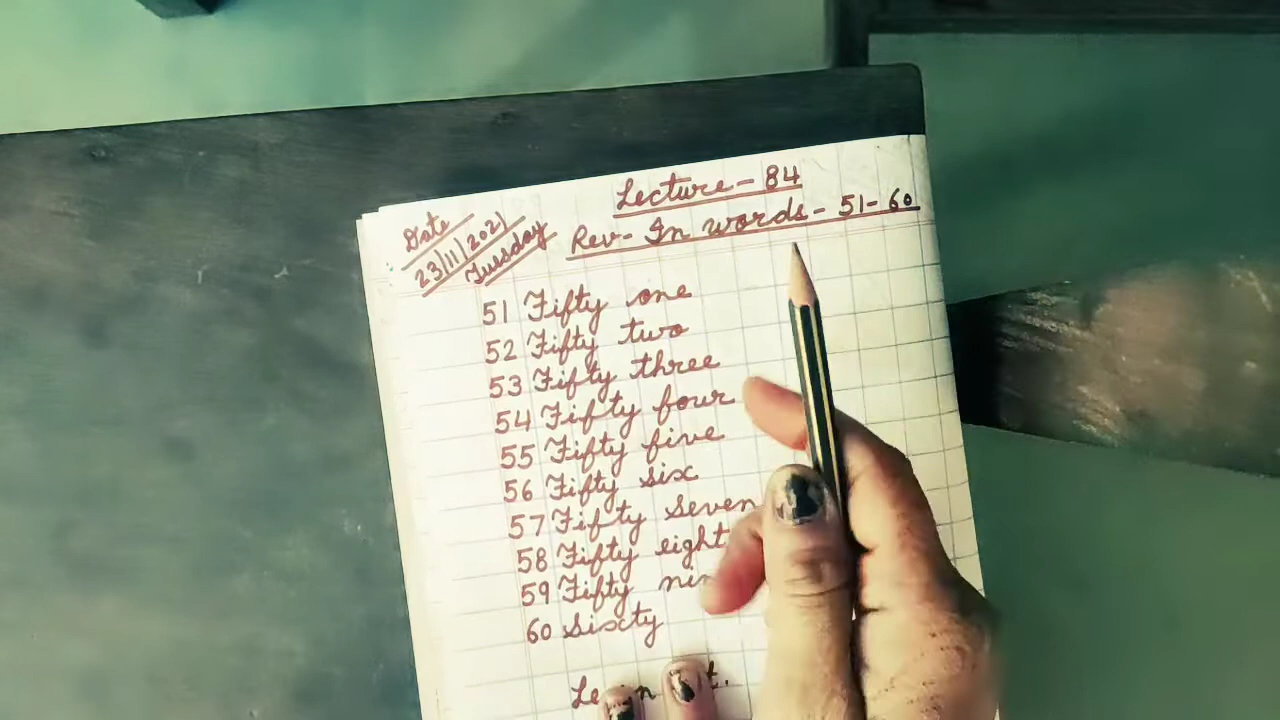 Lecture - 84
Date
23/11/2021
Tuesday
Rev - In words - 51 - 60
51 Fifty one
52 Fifty two
53 Fifty three
54 Fifty four
55 Fifty five
56 Fifty six
57 Fifty seven
58 Fifty eight
59 Fifty
60 Sixty